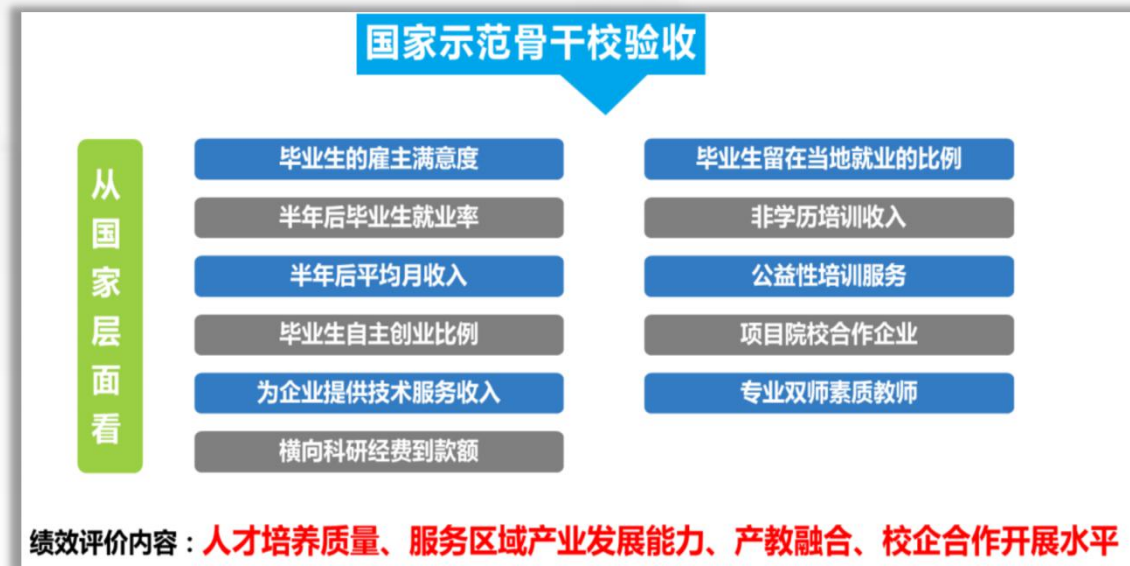 国家示范骨干校验收
从国家层面看
毕业生的雇主满意度
半年后毕业生就业率
半年后平均月收入
毕业生自主创业比例
为企业提供技术服务收入
横向科研经费到款额
毕业生留在当地就业的比例
非学历培训收入
公益性培训服务
项目院校合作企业
专业双师素质教师
绩效评价内容：人才培养质量、服务区域产业发展能力、产教融合、校企合作开展水平